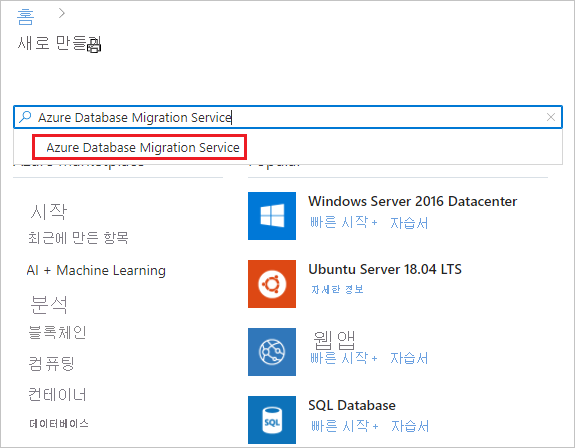 홈 >
새로 만들기
Azure Database Migration Service
Azure Database Migration Service
Azure Marketplace
Popular
시작
최근에 만든 항목
AI + Machine Learning
분석
블록체인
컴퓨팅
컨테이너
데이터베이스
Windows Server 2016 Datacenter
빠른 시작 + 자습서
Ubuntu Server 18.04 LTS
자세한 정보
웹앱
빠른 시작 + 자습서
SQL Database
빠른 시작 + 자습서